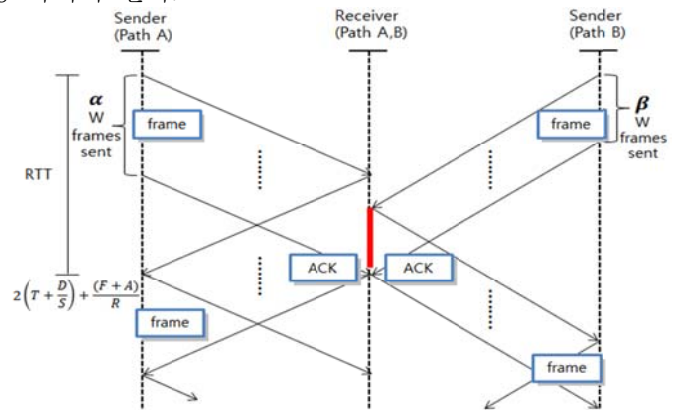 Sender
(Path A)
Receiver
(Path A,B)
Sender
(Path B)
α
W
frames
sent
frame
β
W
frames
sent
frame
RTT
ACK
ACK
2(T+D/S)+(F+A)/R
frame
frame